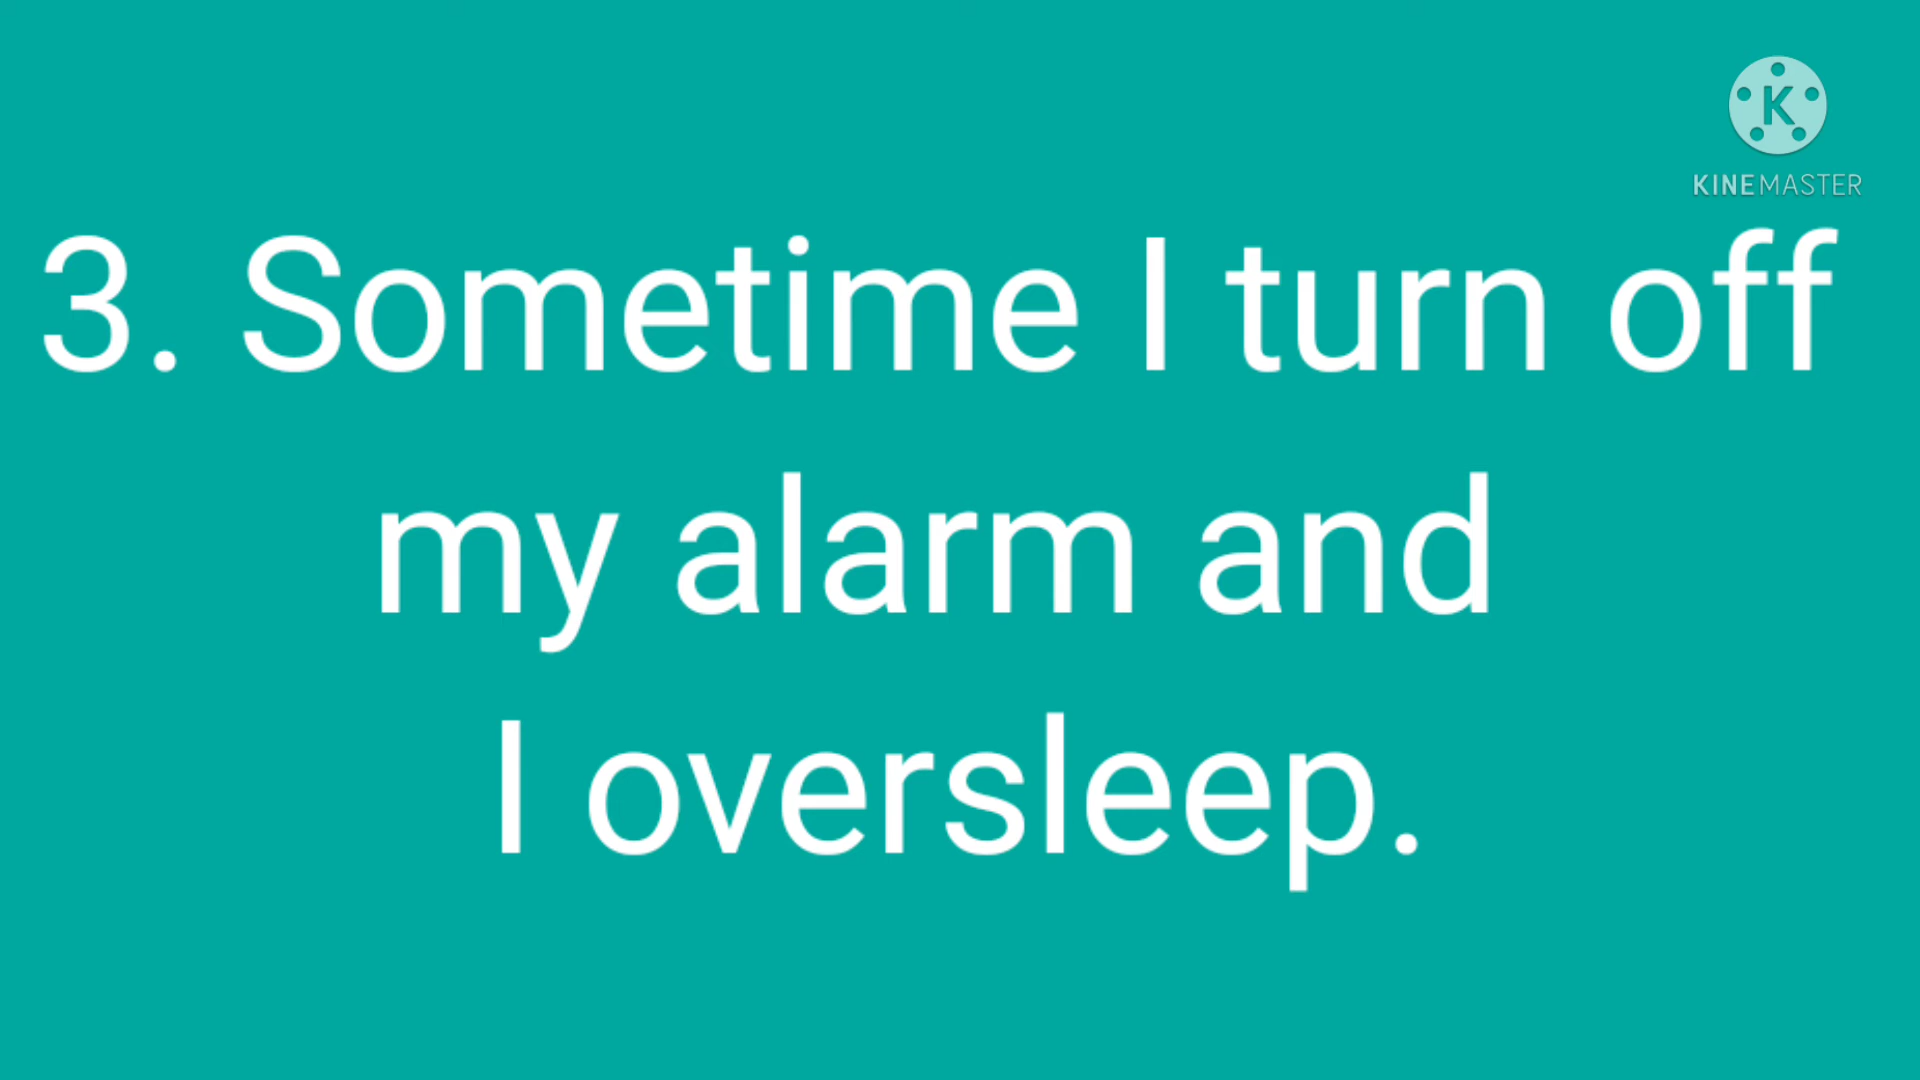 K
KINEMASTER
3. Sometime I turn off
my alarm and
I oversleep.